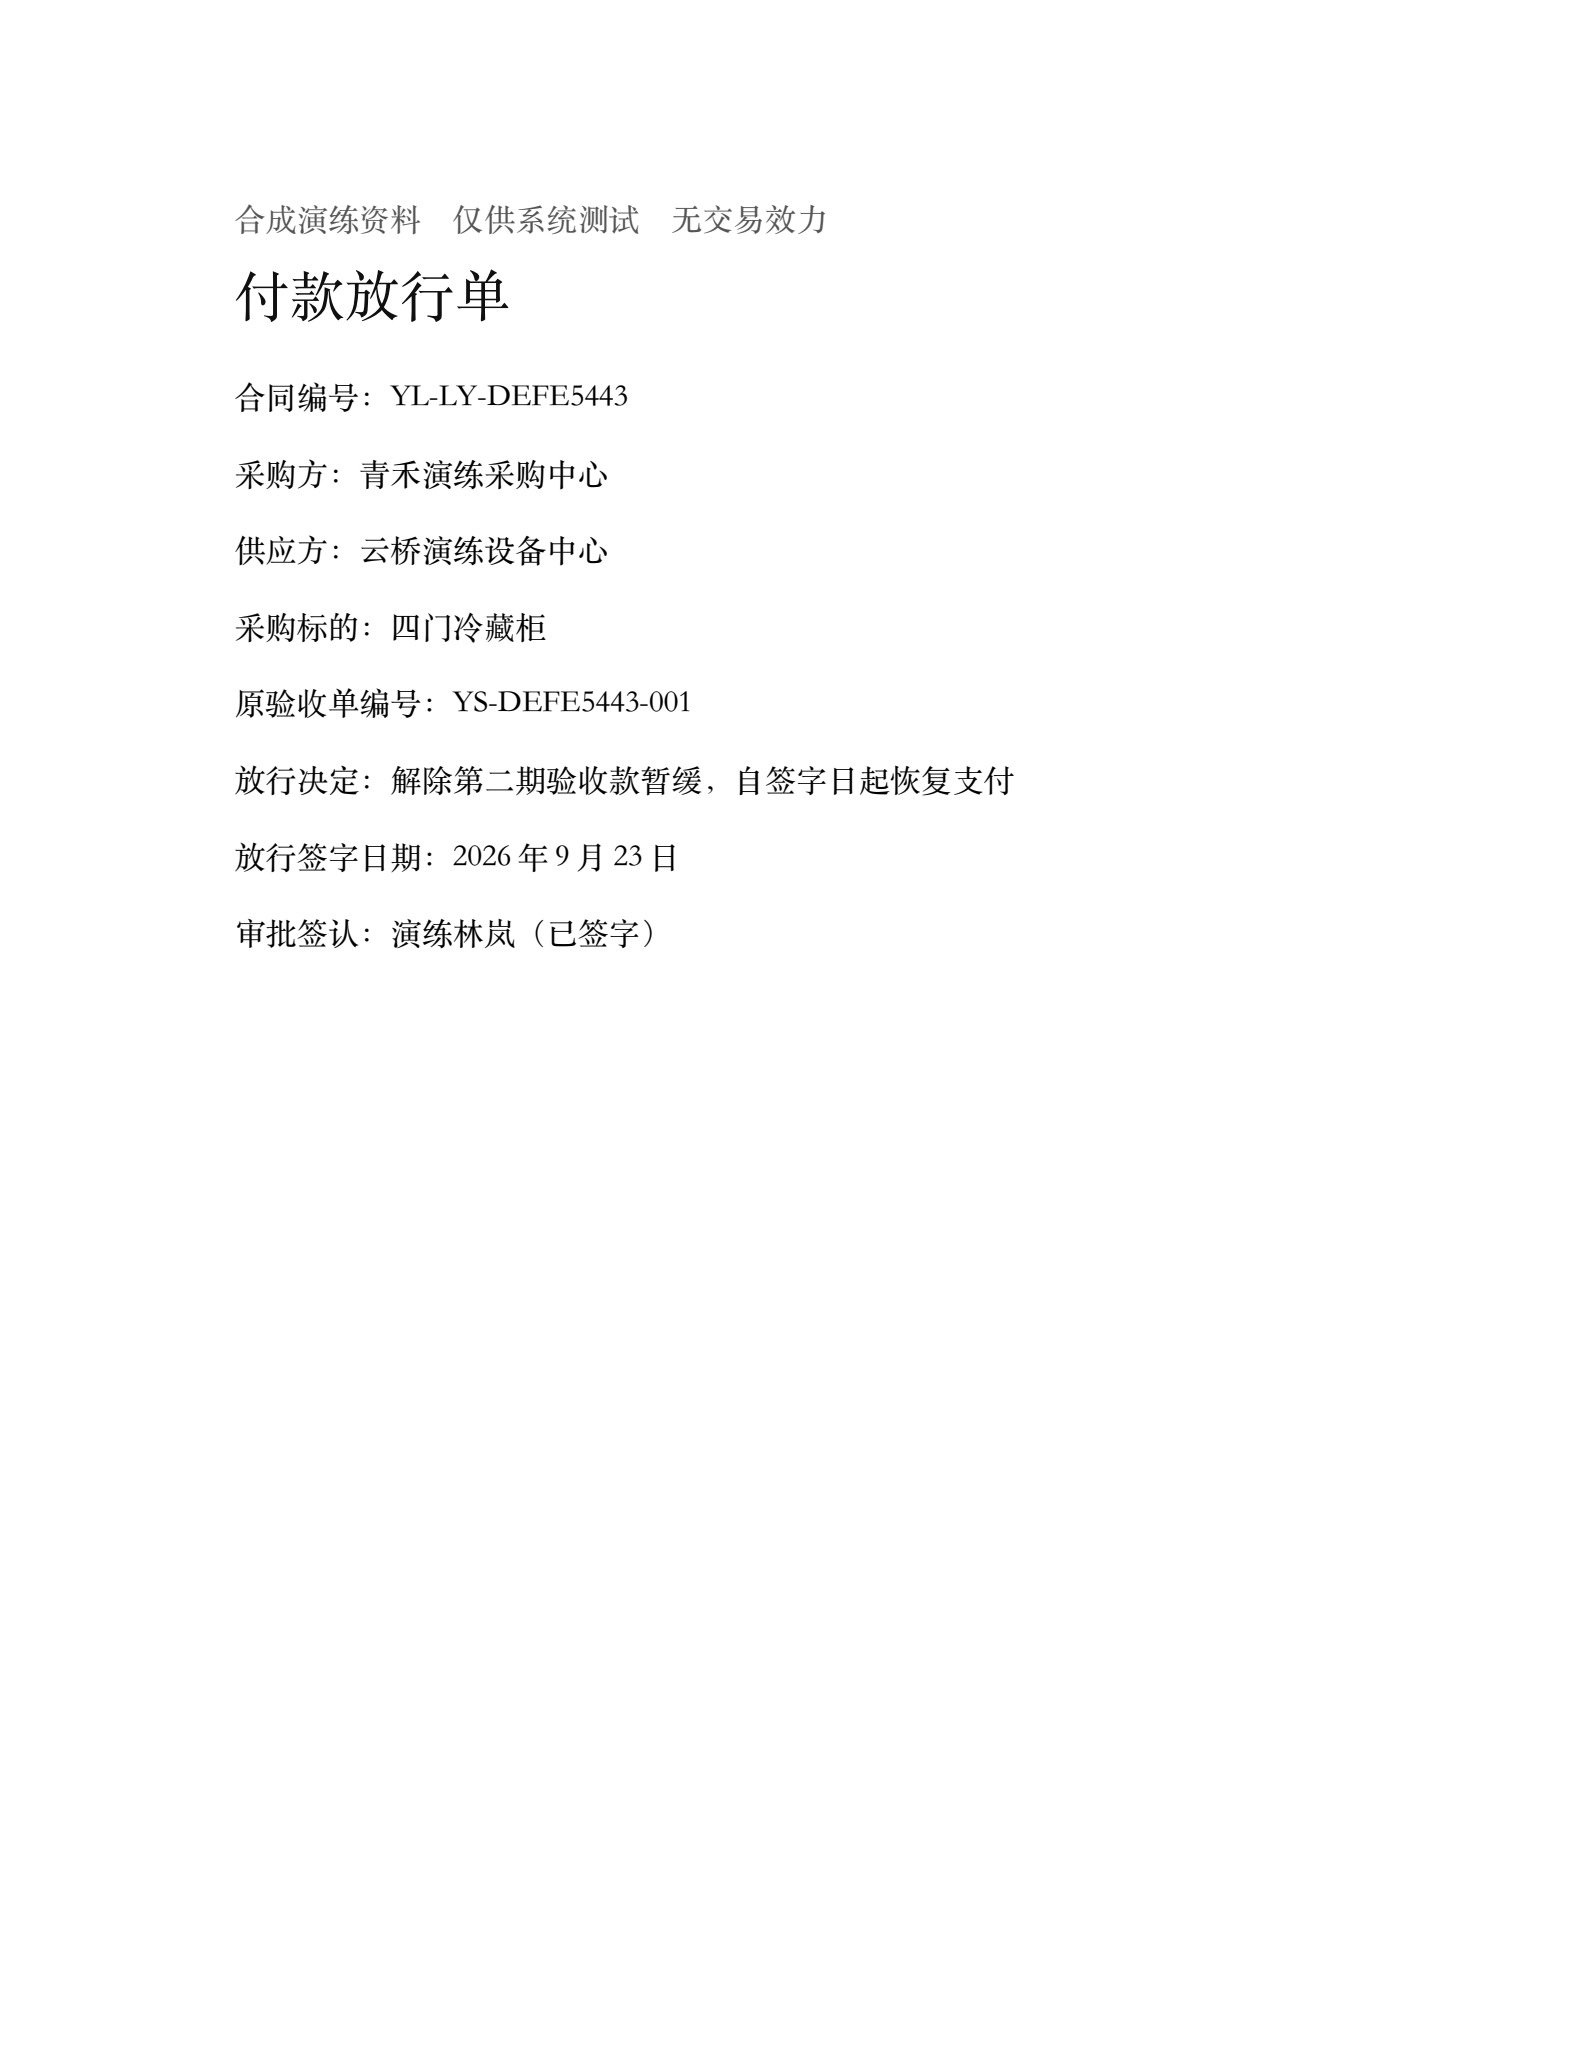 合成演练资料　仅供系统测试　无交易效力
付款放行单
合同编号：YL-LY-DEFE5443
采购方：青禾演练采购中心
供应方：云桥演练设备中心
采购标的：四门冷藏柜
原验收单编号：YS-DEFE5443-001
放行决定：解除第二期验收款暂缓，自签字日起恢复支付
放行签字日期：2026 年 9 月 23 日
审批签认：演练林岚（已签字）